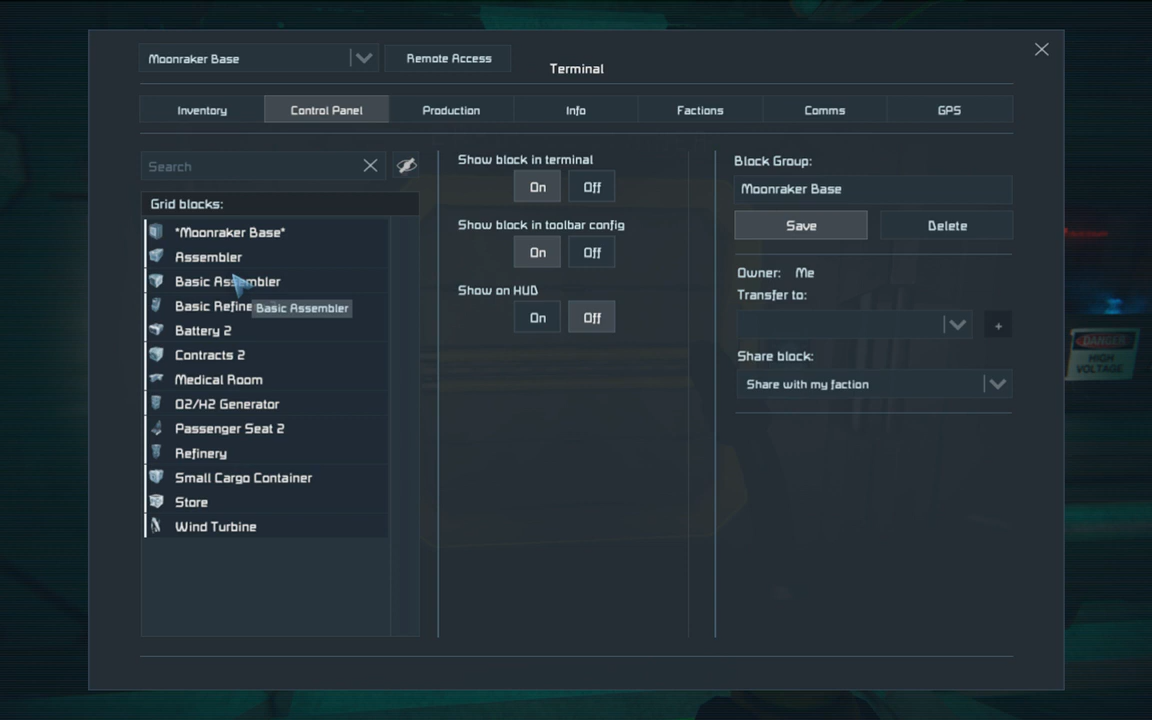 Moonraker Base
Remote Access
Terminal
Inventory
Control Panel
Production
Info
Factions
Comms
GPS
Search
Grid blocks:
*Moonraker Base*
Assembler
Basic Assembler
Basic Refine
Basic Assembler
Battery 2
Contracts 2
Medical Room
O2/H2 Generator
Passenger Seat 2
Refinery
Small Cargo Container
Store
Wind Turbine
Show block in terminal
On Off
Show block in toolbar config
On Off
Show on HUD
On Off
Block Group:
Moonraker Base
Save Delete
Owner: Me
Transfer to:
+
Share block:
Share with my faction
DANGER
HIGH
VOLTAGE